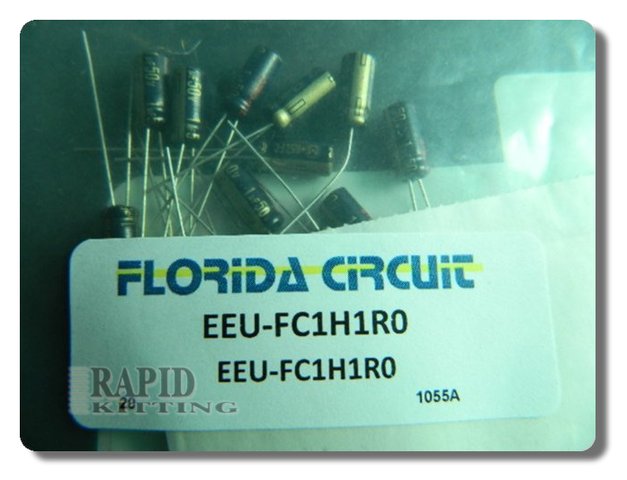 FLORIDA CIRCUIT
EEU-FC1H1R0
EEU-FC1H1R0
RAPID
KITTING
20
1055A